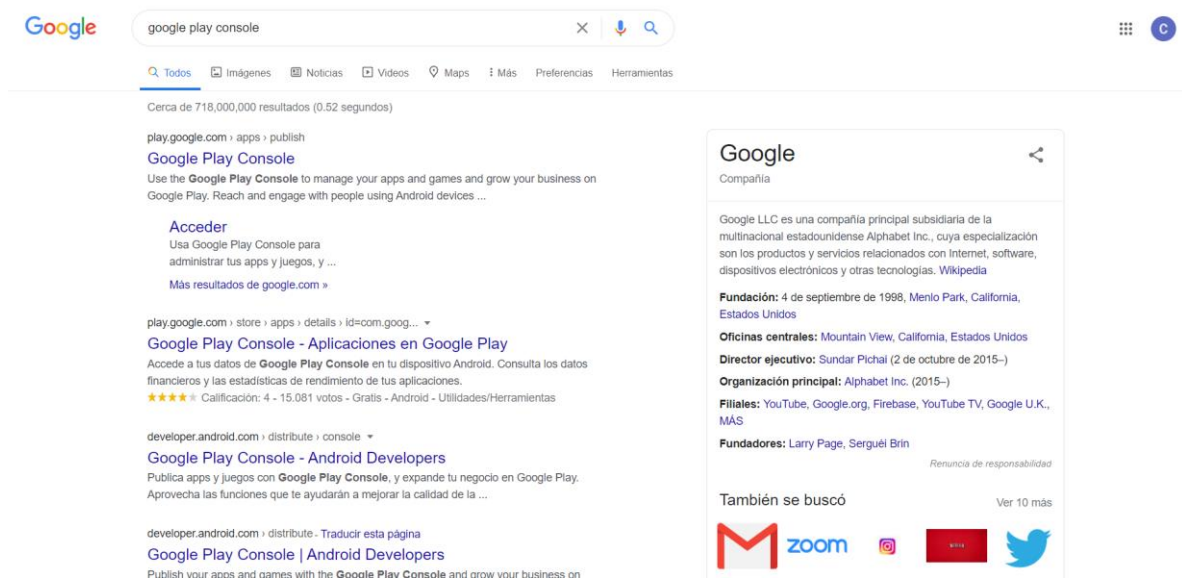 Google
google play console
C
Todos Imágenes Noticias Videos Maps Más Preferencias Herramientas
Cerca de 718,000,000 resultados (0.52 segundos)
play.google.com › apps › publish
Google Play Console
Use the Google Play Console to manage your apps and games and grow your business on
Google Play. Reach and engage with people using Android devices ...
Acceder
Usa Google Play Console para
administrar tus apps y juegos, y ...
Más resultados de google.com »
play.google.com › store › apps › details › id=com.goog...
Google Play Console - Aplicaciones en Google Play
Accede a tus datos de Google Play Console en tu dispositivo Android. Consulta los datos
financieros y las estadísticas de rendimiento de tus aplicaciones.
Calificación: 4 - 15.081 votos - Gratis - Android - Utilidades/Herramientas
developer.android.com › distribute › console
Google Play Console - Android Developers
Publica apps y juegos con Google Play Console, y expande tu negocio en Google Play.
Aprovecha las funciones que te ayudarán a mejorar la calidad de la ...
developer.android.com › distribute - Traducir esta página
Google Play Console | Android Developers
Publish your apps and games with the Google Play Console and grow your business on
Google
Compañía
Google LLC es una compañía principal subsidiaria de la
multinacional estadounidense Alphabet Inc., cuya especialización
son los productos y servicios relacionados con Internet, software,
dispositivos electrónicos y otras tecnologías. Wikipedia
Fundación: 4 de septiembre de 1998, Menlo Park, California,
Estados Unidos
Oficinas centrales: Mountain View, California, Estados Unidos
Director ejecutivo: Sundar Pichai (2 de octubre de 2015–)
Organización principal: Alphabet Inc. (2015–)
Filiales: YouTube, Google.org, Firebase, YouTube TV, Google U.K.,
MÁS
Fundadores: Larry Page, Serguéi Brin
Renuncia de responsabilidad
También se buscó Ver 10 más
zoom